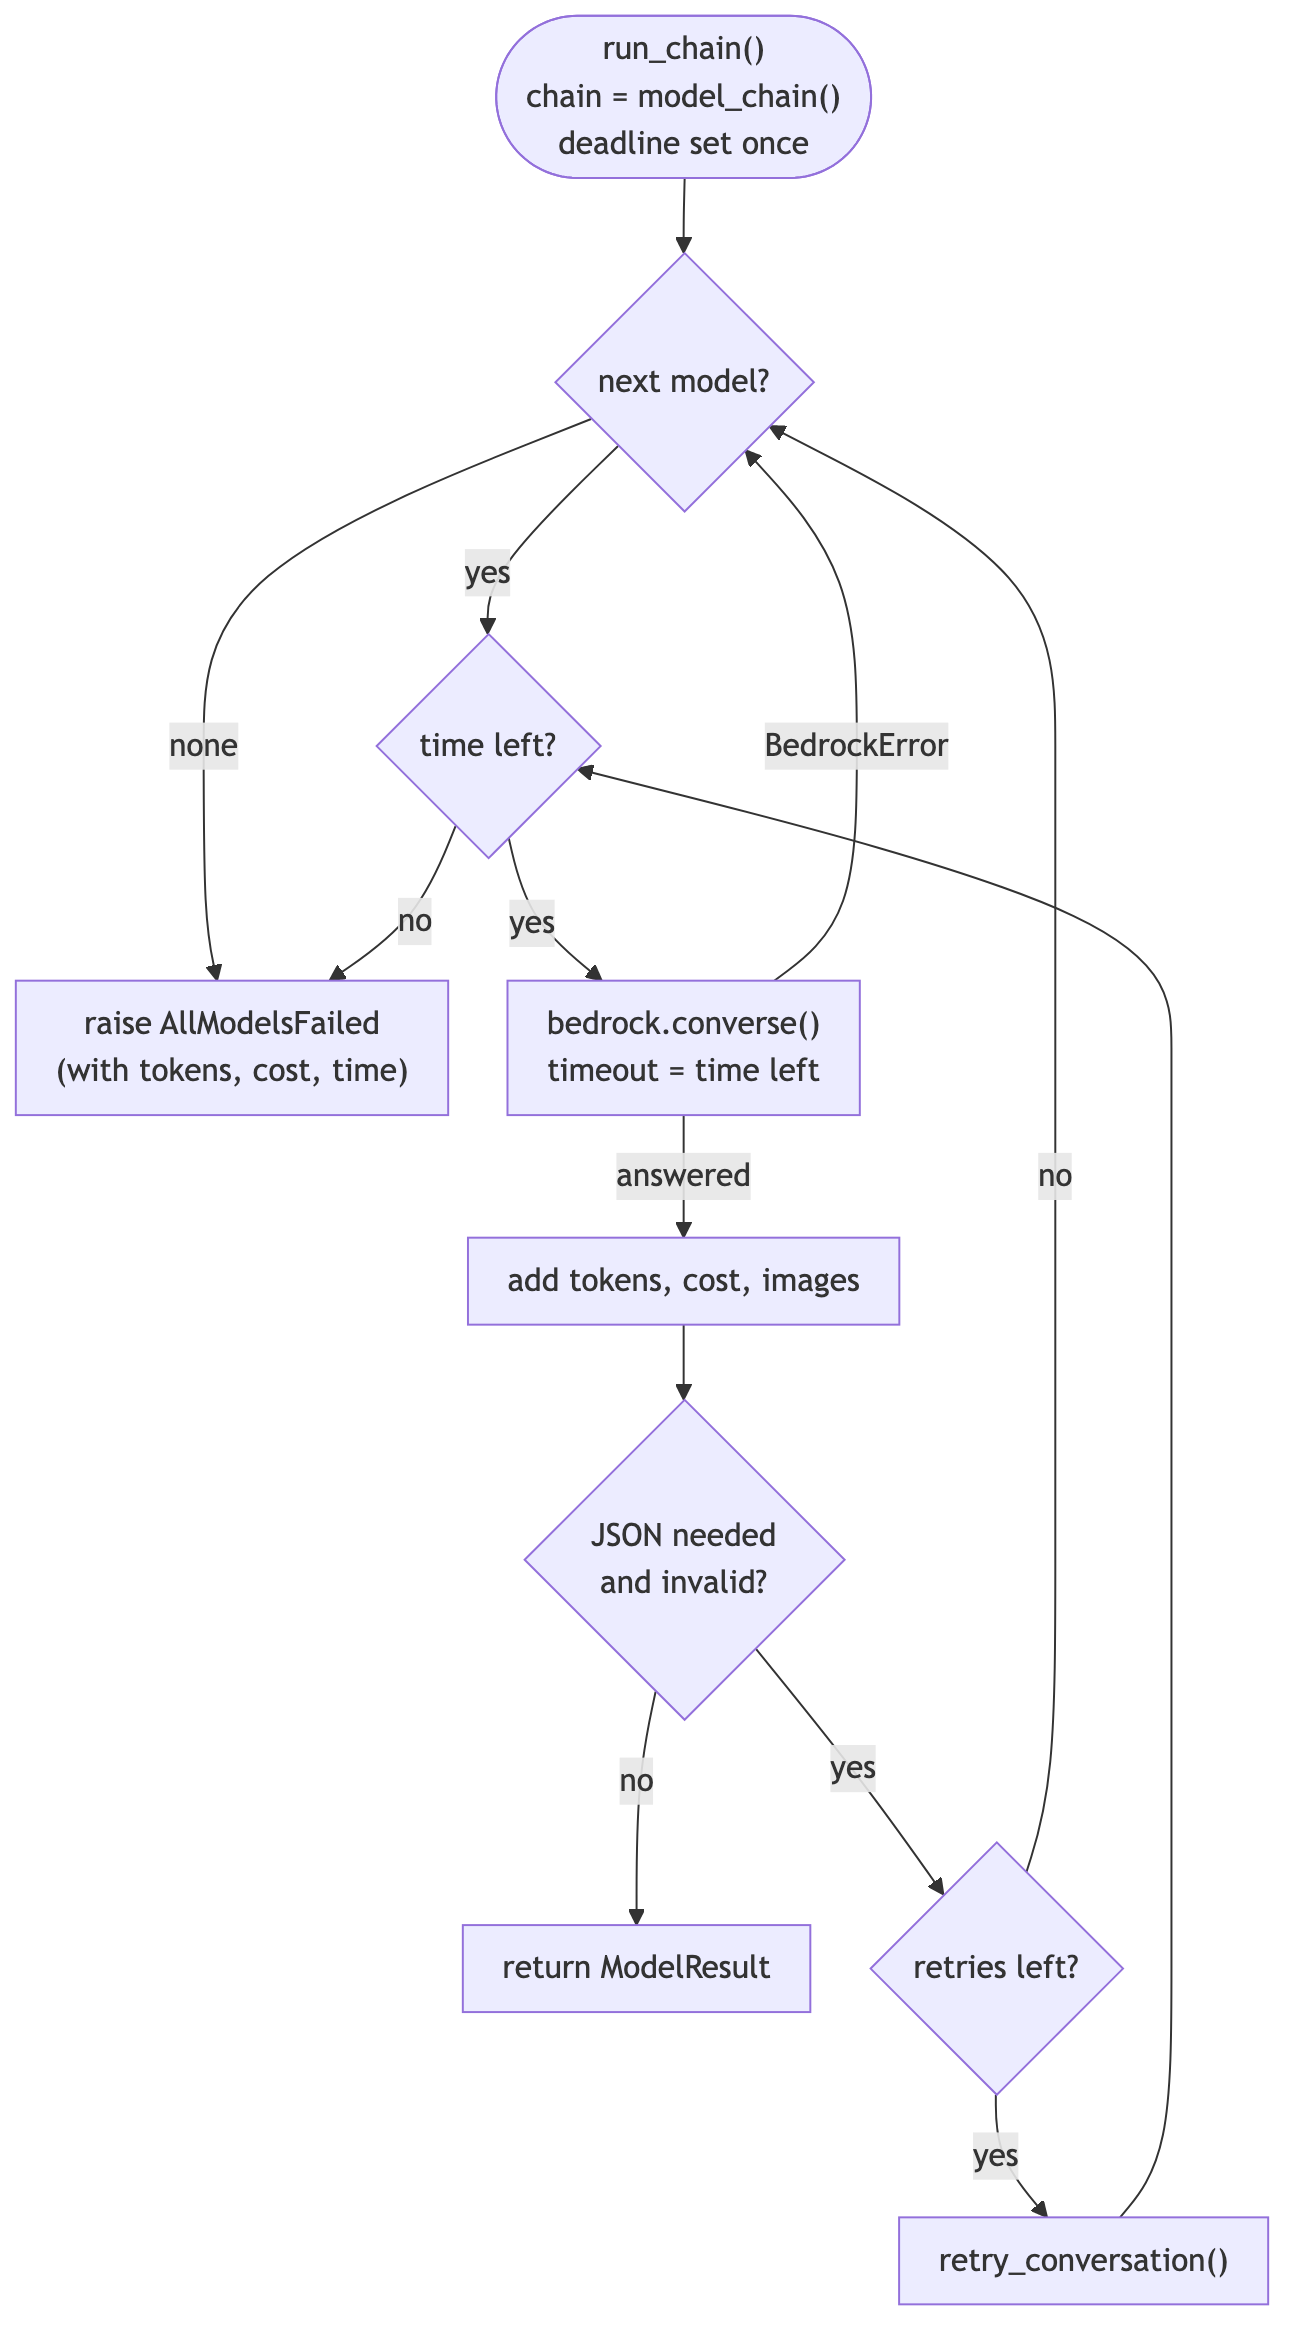 run_chain()
chain = model_chain()
deadline set once
next model?
yes
none
time left?
BedrockError
no
yes
raise AllModelsFailed
(with tokens, cost, time)
bedrock.converse()
timeout = time left
answered
no
add tokens, cost, images
JSON needed
and invalid?
no
yes
return ModelResult
retries left?
yes
retry_conversation()